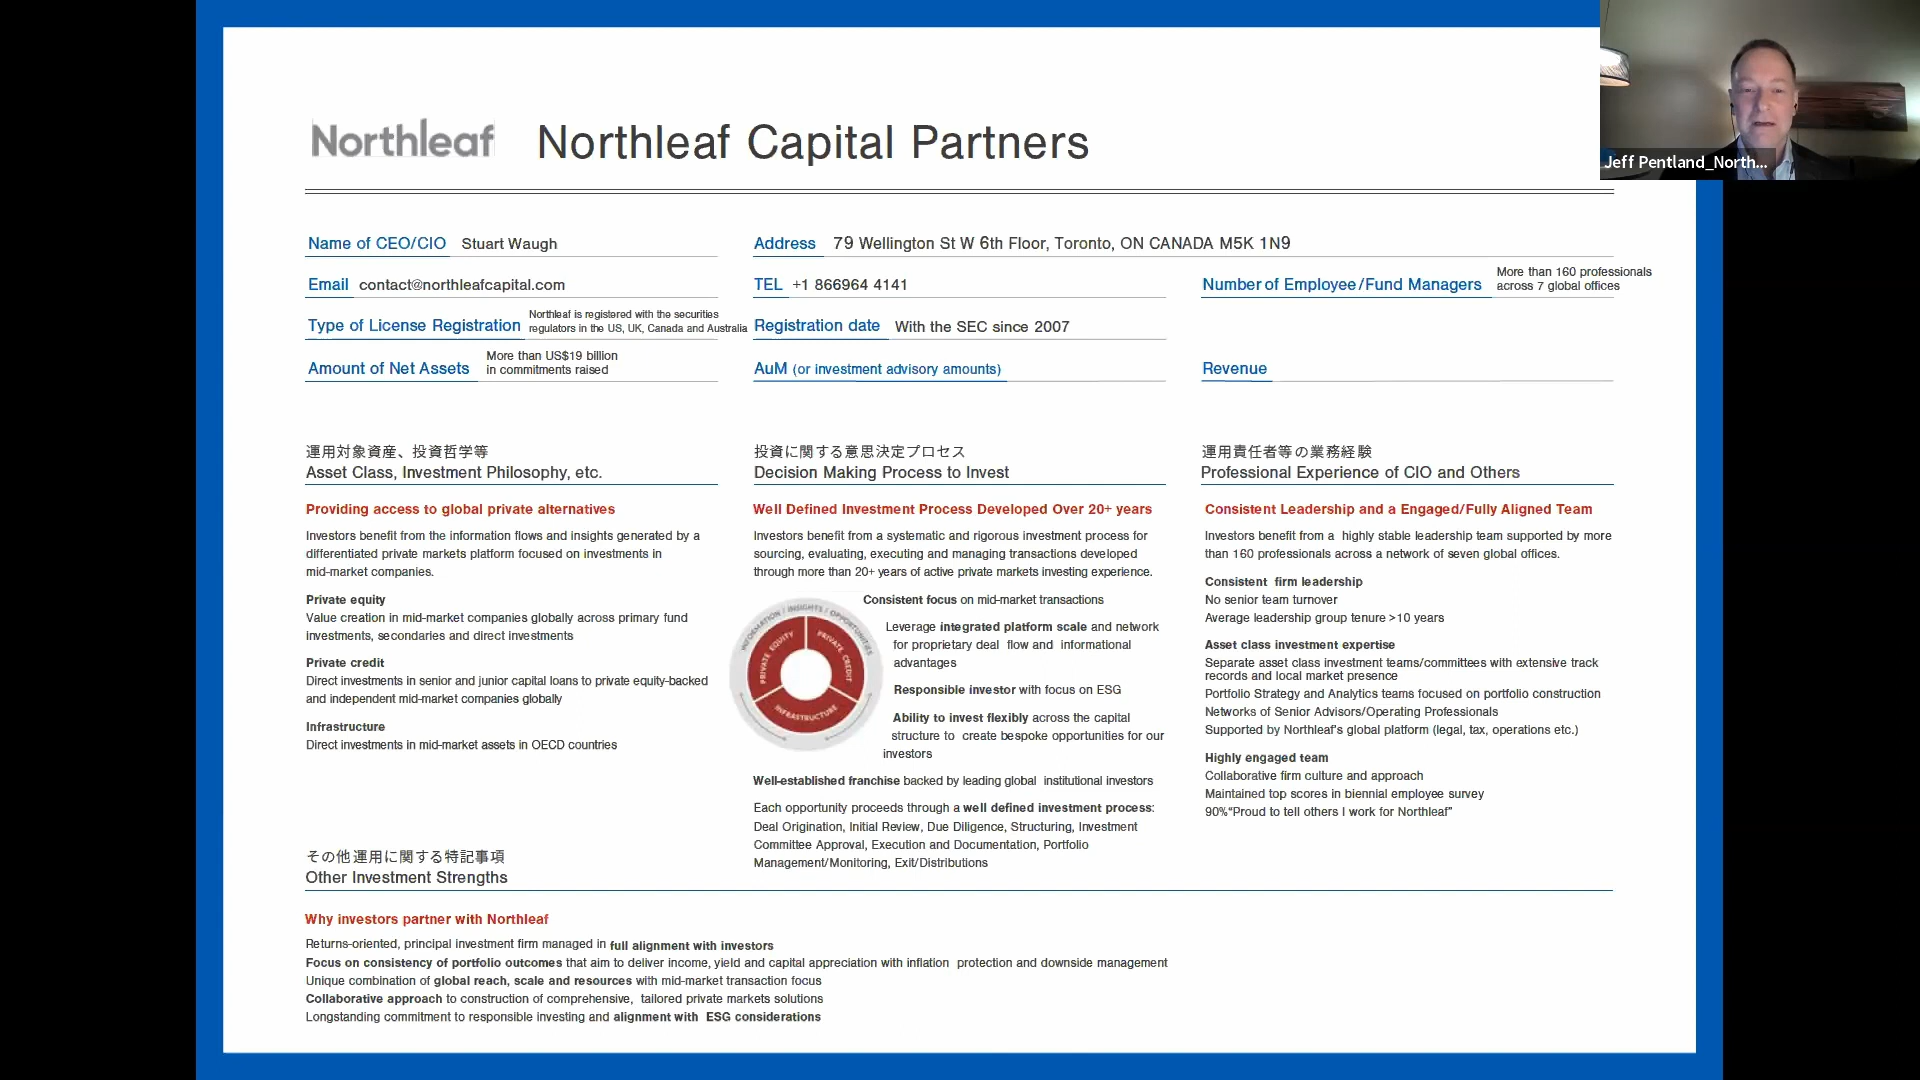 Northleaf Northleaf Capital Partners
Jeff Pentland_North...
Name of CEO/CIO Stuart Waugh
Address 79 Wellington St W 6th Floor, Toronto, ON CANADA M5K 1N9
Email contact@northleafcapital.com
TEL +1 866964 4141
Number of Employee/Fund Managers More than 160 professionals
across 7 global offices
Type of License Registration Northleaf is registered with the securities
regulators in the US, UK, Canada and Australia
Registration date With the SEC since 2007
Amount of Net Assets More than US$19 billion
in commitments raised
AuM (or investment advisory amounts)
Revenue
運用対象資産、投資哲学等
Asset Class, Investment Philosophy, etc.
Providing access to global private alternatives
Investors benefit from the information flows and insights generated by a
differentiated private markets platform focused on investments in
mid-market companies.
Private equity
Value creation in mid-market companies globally across primary fund
investments, secondaries and direct investments
Private credit
Direct investments in senior and junior capital loans to private equity-backed
and independent mid-market companies globally
Infrastructure
Direct investments in mid-market assets in OECD countries
投資に関する意思決定プロセス
Decision Making Process to Invest
Well Defined Investment Process Developed Over 20+ years
Investors benefit from a systematic and rigorous investment process for
sourcing, evaluating, executing and managing transactions developed
through more than 20+ years of active private markets investing experience.
INFORMATION / INSIGHTS / OPPORTUNITIES
PRIVATE EQUITY
PRIVATE CREDIT
INFRASTRUCTURE
Consistent focus on mid-market transactions
Leverage integrated platform scale and network
for proprietary deal flow and informational
advantages
Responsible investor with focus on ESG
Ability to invest flexibly across the capital
structure to create bespoke opportunities for our
investors
Well-established franchise backed by leading global institutional investors
Each opportunity proceeds through a well defined investment process:
Deal Origination, Initial Review, Due Diligence, Structuring, Investment
Committee Approval, Execution and Documentation, Portfolio
Management/Monitoring, Exit/Distributions
運用責任者等の業務経験
Professional Experience of CIO and Others
Consistent Leadership and a Engaged/Fully Aligned Team
Investors benefit from a highly stable leadership team supported by more
than 160 professionals across a network of seven global offices.
Consistent firm leadership
No senior team turnover
Average leadership group tenure >10 years
Asset class investment expertise
Separate asset class investment teams/committees with extensive track
records and local market presence
Portfolio Strategy and Analytics teams focused on portfolio construction
Networks of Senior Advisors/Operating Professionals
Supported by Northleaf's global platform (legal, tax, operations etc.)
Highly engaged team
Collaborative firm culture and approach
Maintained top scores in biennial employee survey
90%“Proud to tell others I work for Northleaf”
その他運用に関する特記事項
Other Investment Strengths
Why investors partner with Northleaf
Returns-oriented, principal investment firm managed in full alignment with investors
Focus on consistency of portfolio outcomes that aim to deliver income, yield and capital appreciation with inflation protection and downside management
Unique combination of global reach, scale and resources with mid-market transaction focus
Collaborative approach to construction of comprehensive, tailored private markets solutions
Longstanding commitment to responsible investing and alignment with ESG considerations